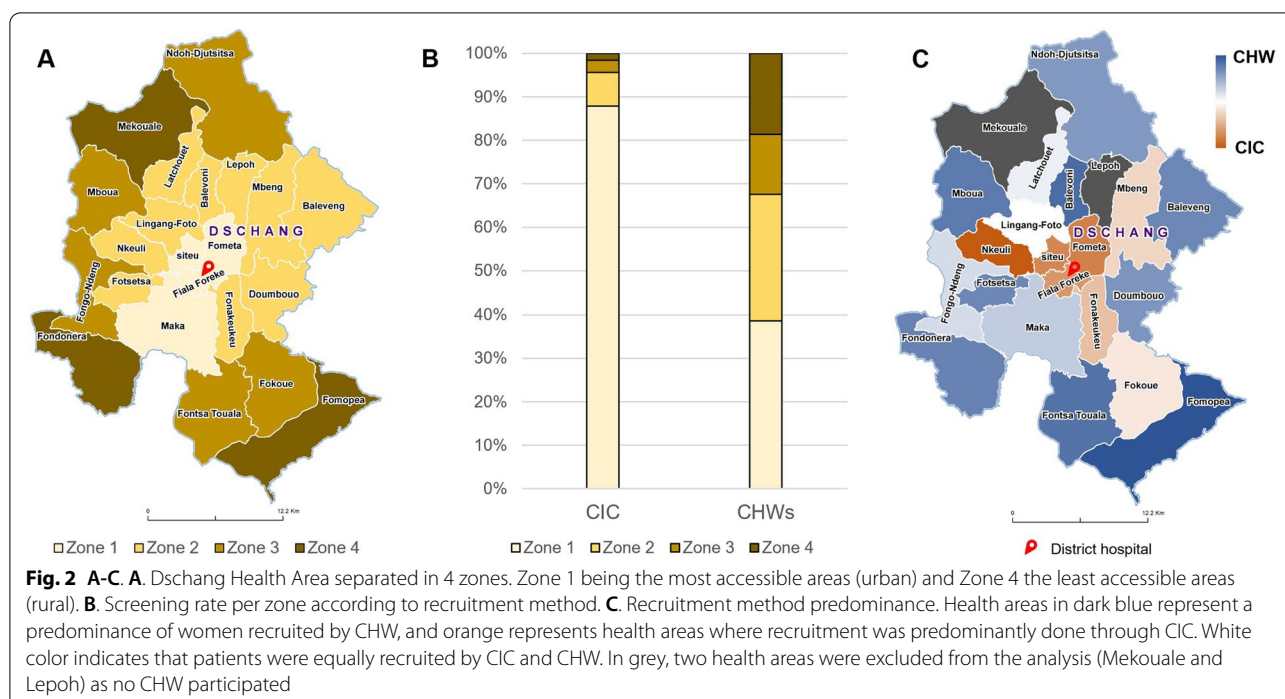 A
Ndoh-Djutsitsa
Mekouale
Latchouet
Balevoni
Lepoh
Mbeng
Baleveng
Mboua
Lingang-Foto
DSCHANG
Nkeuli
siteu
Fometa
Fongo-Ndeng
Fotsetsa
Fiala Foreke
Doumbouo
Fonakeukeu
Maka
Fondonera
Fokoue
Fontsa Touala
Fomopea
0 12.2 Km
Zone 1 Zone 2 Zone 3 Zone 4
B
100%
90%
80%
70%
60%
50%
40%
30%
20%
10%
0%
CIC CHWs
Zone 1 Zone 2 Zone 3 Zone 4
C
CHW
CIC
Ndoh-Djutsitsa
Mekouale
Latchouet
Balevoni
Lepoh
Mbeng
Baleveng
Mboua
Lingang-Foto
DSCHANG
Nkeuli
siteu
Fometa
Fongo-Ndeng
Fotsetsa
Fiala Foreke
Doumbouo
Fonakeukeu
Maka
Fondonera
Fokoue
Fontsa Touala
Fomopea
0 12.2 Km
District hospital
Fig. 2 A-C. A. Dschang Health Area separated in 4 zones. Zone 1 being the most accessible areas (urban) and Zone 4 the least accessible areas
(rural). B. Screening rate per zone according to recruitment method. C. Recruitment method predominance. Health areas in dark blue represent a
predominance of women recruited by CHW, and orange represents health areas where recruitment was predominantly done through CIC. White
color indicates that patients were equally recruited by CIC and CHW. In grey, two health areas were excluded from the analysis (Mekouale and
Lepoh) as no CHW participated